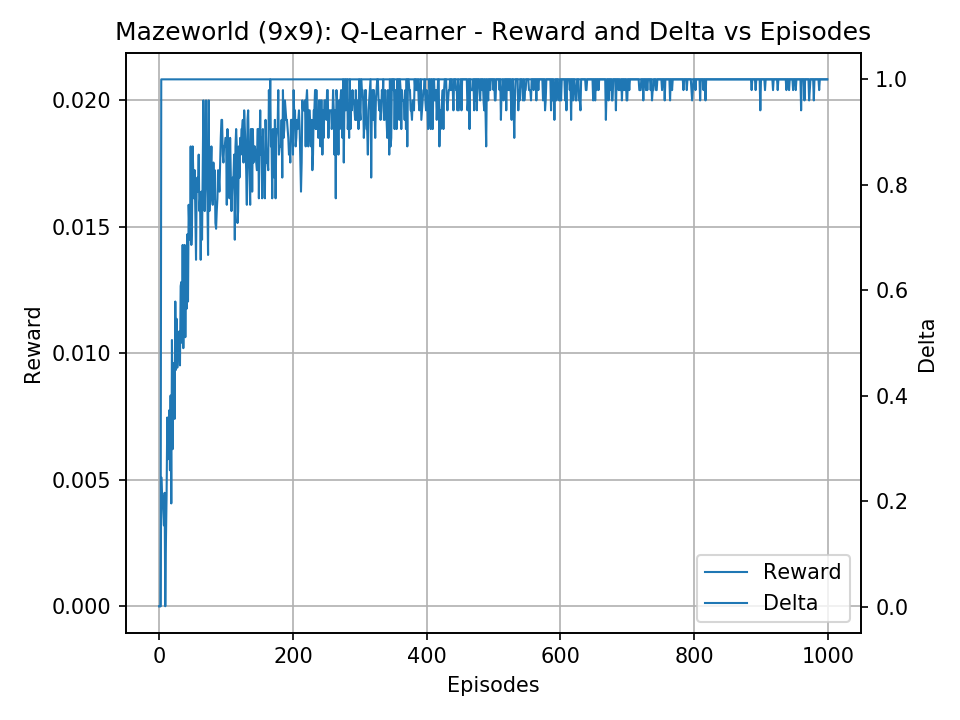 Mazeworld (9x9): Q-Learner - Reward and Delta vs Episodes
0.020
0.015
0.010
0.005
0.000
Reward
1.0
0.8
0.6
0.4
0.2
0.0
Delta
Reward
Delta
0 200 400 600 800 1000
Episodes